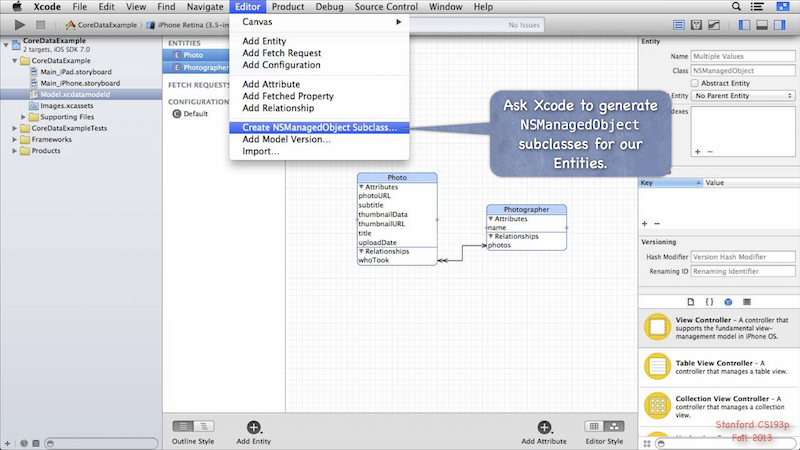 Xcode File Edit View Find Navigate Editor Product Debug Source Control Window Help
CoreDataExample iPhone Retina (3.5-in
No Issues
CoreDataExample
2 targets, iOS SDK 7.0
CoreDataExample
Main_iPad.storyboard
Main_iPhone.storyboard
Model.xcdatamodeld
Images.xcassets
Supporting Files
CoreDataExampleTests
Frameworks
Products
ENTITIES
E Photo
E Photographer
FETCH REQUESTS
CONFIGURATION
C Default
Canvas
Add Entity
Add Fetch Request
Add Configuration
Add Attribute
Add Fetched Property
Add Relationship
Create NSManagedObject Subclass...
Add Model Version...
Import...
Ask Xcode to generate
NSManagedObject
subclasses for our
Entities.
Photo
Attributes
photoURL
subtitle
thumbnailData
thumbnailURL
title
uploadDate
Relationships
whoTook
Photographer
Attributes
name
Relationships
photos
Entity
Name Multiple Values
Class NSManagedObject
Abstract Entity
Entity No Parent Entity
dexes
Key Value
Versioning
Hash Modifier Version Hash Modifier
Renaming ID Renaming Identifier
View Controller - A controller that
supports the fundamental view-
management model in iPhone OS.
Table View Controller - A
controller that manages a table view.
Collection View Controller - A
controller that manages a collection
view.
Outline Style
Add Entity
Add Attribute
Editor Style
Stanford CS193p
Fall 2013